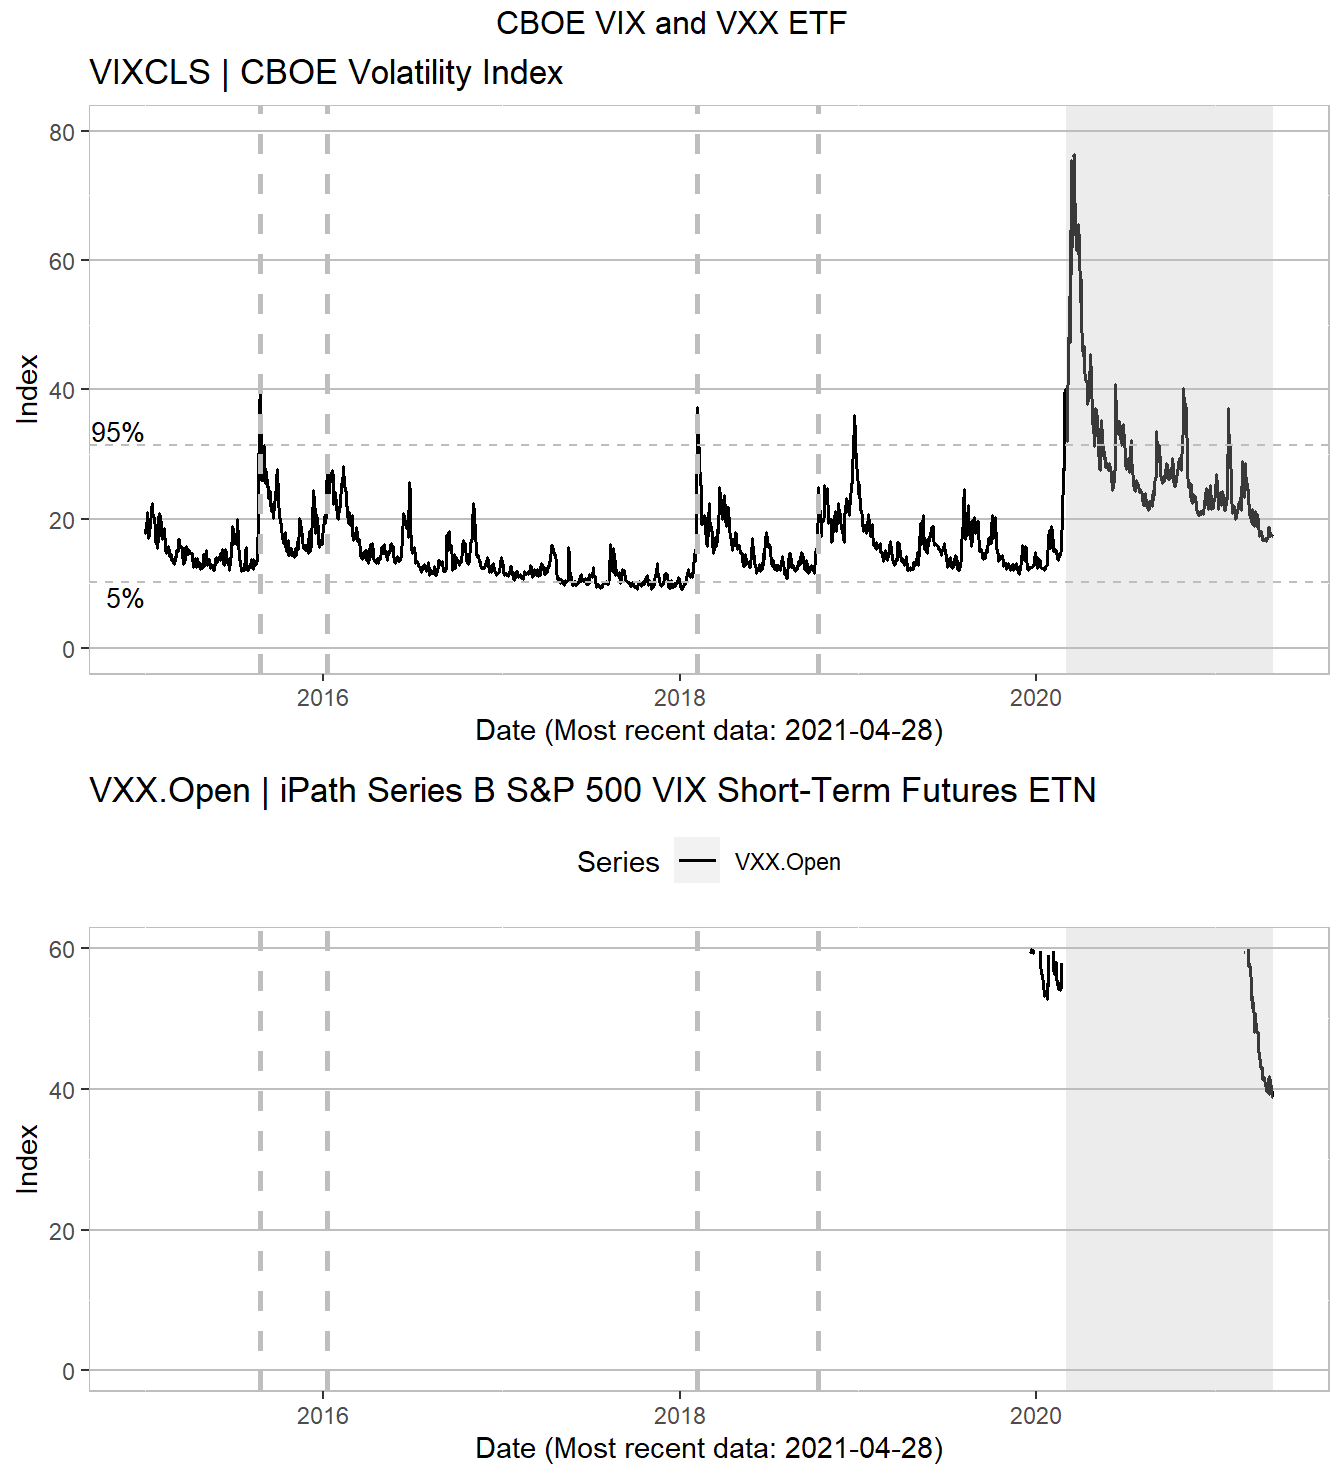 CBOE VIX and VXX ETF
VIXCLS | CBOE Volatility Index
80
60
40
20
0
Index
95%
5%
2016 2018 2020
Date (Most recent data: 2021-04-28)
VXX.Open | iPath Series B S&P 500 VIX Short-Term Futures ETN
Series VXX.Open
60
40
20
0
Index
2016 2018 2020
Date (Most recent data: 2021-04-28)